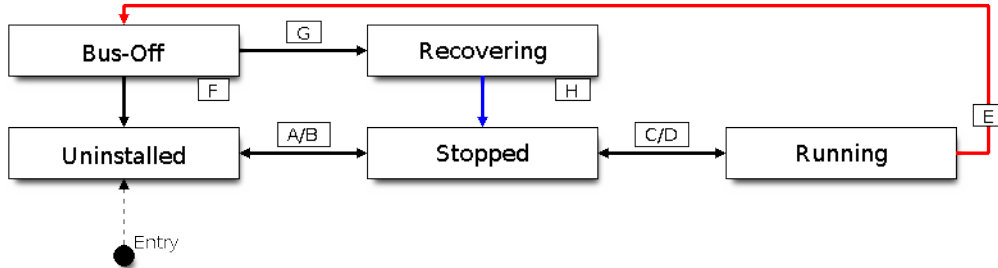 G
Bus-Off
Recovering
F
H
E
A/B
C/D
Uninstalled
Stopped
Running
Entry